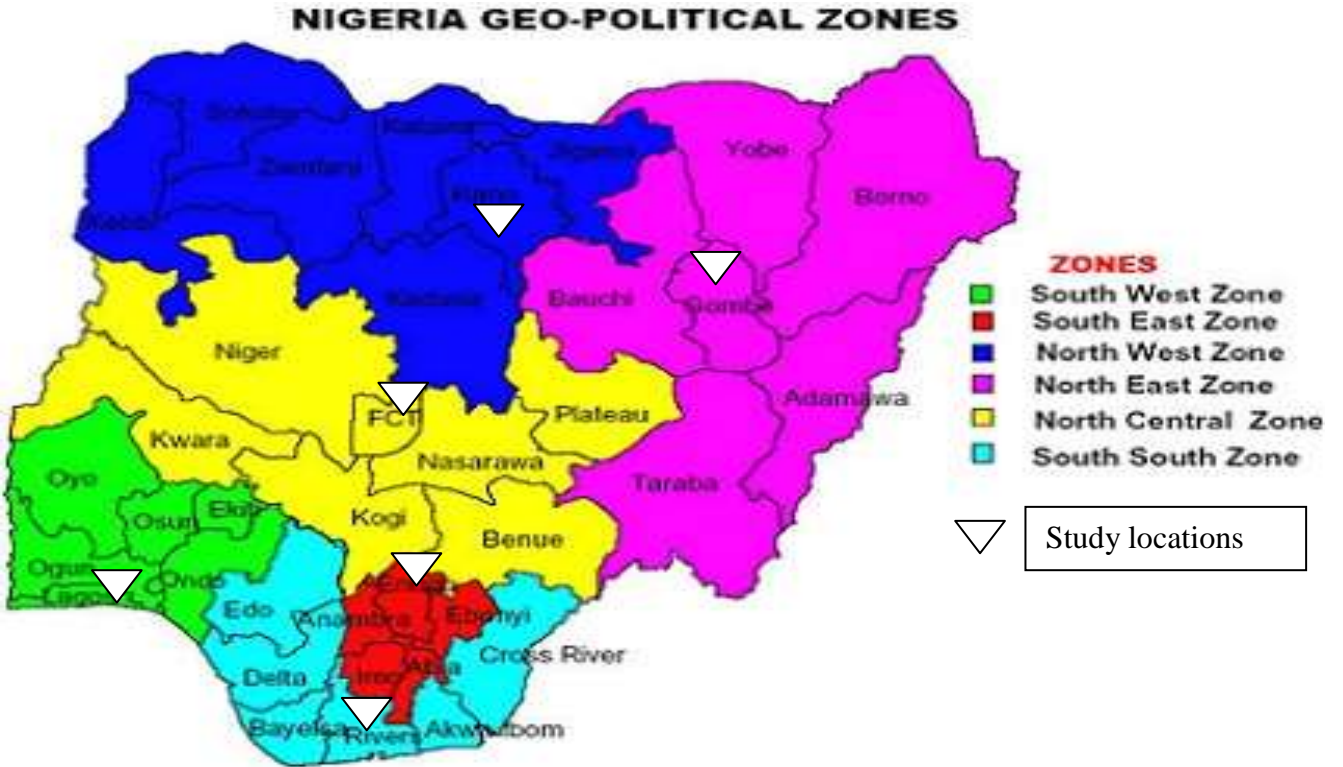 NIGERIA GEO-POLITICAL ZONES
Sokoto
Katsina
Jigawa
Yobe
Zamfara
Kano
Borno
Kebbi
Kaduna
Bauchi
Gombe
Niger
Adamawa
FCT
Plateau
Kwara
Nasarawa
Oyo
Taraba
Osun
Ekiti
Kogi
Benue
Ogun
Ondo
Lagos
Edo
Anambra
Ebonyi
Cross River
Delta
Imo
Abia
Bayelsa
Rivers
Akwa Ibom
ZONES
South West Zone
South East Zone
North West Zone
North East Zone
North Central Zone
South South Zone
Study locations